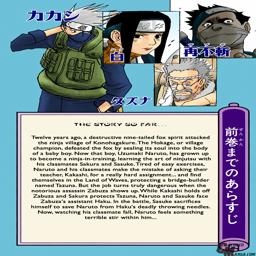 カカシ
白
再不斬
タズナ
THE STORY SO FAR...
前巻までのあらすじ
ぜんかん
Twelve years ago, a destructive nine-tailed fox spirit attacked
the ninja village of Konohagakure. The Hokage, or village
champion, defeated the fox by sealing its soul into the body
of a baby boy. Now that boy, Uzumaki Naruto, has grown up
to become a ninja-in-training, learning the art of ninjutsu with
his classmates Sakura and Sasuke. Tired of easy exercises,
Naruto and his classmates make the mistake of asking their
teacher, Kakashi, for a really hard assignment... and find
themselves in the Land of Waves, protecting a bridge-builder
named Tazuna. But the job turns truly dangerous when the
notorious assassin Zabuza shows up. While Kakashi holds off
Zabuza and Sakura protects Tazuna, Naruto and Sasuke face
Zabuza's assistant Haku. In the battle, Sasuke sacrifices
himself to save Naruto from Haku's deadly throwing needles.
Now, watching his classmate fall, Naruto feels something
terrible stir within him...